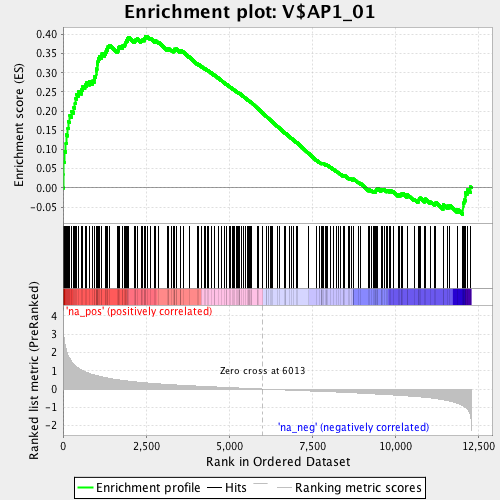 Enrichment plot: V$AP1_01
Enrichment score (ES)
0.40
0.35
0.30
0.25
0.20
0.15
0.10
0.05
0.00
-0.05
'na_pos' (positively correlated)
Ranked list metric (PreRanked)
4
3
2
1
0
-1
-2
Zero cross at 6013
'na_neg' (negatively correlated)
0
2,500
5,000
7,500
10,000
12,500
Rank in Ordered Dataset
Enrichment profile
Hits
Ranking metric scores